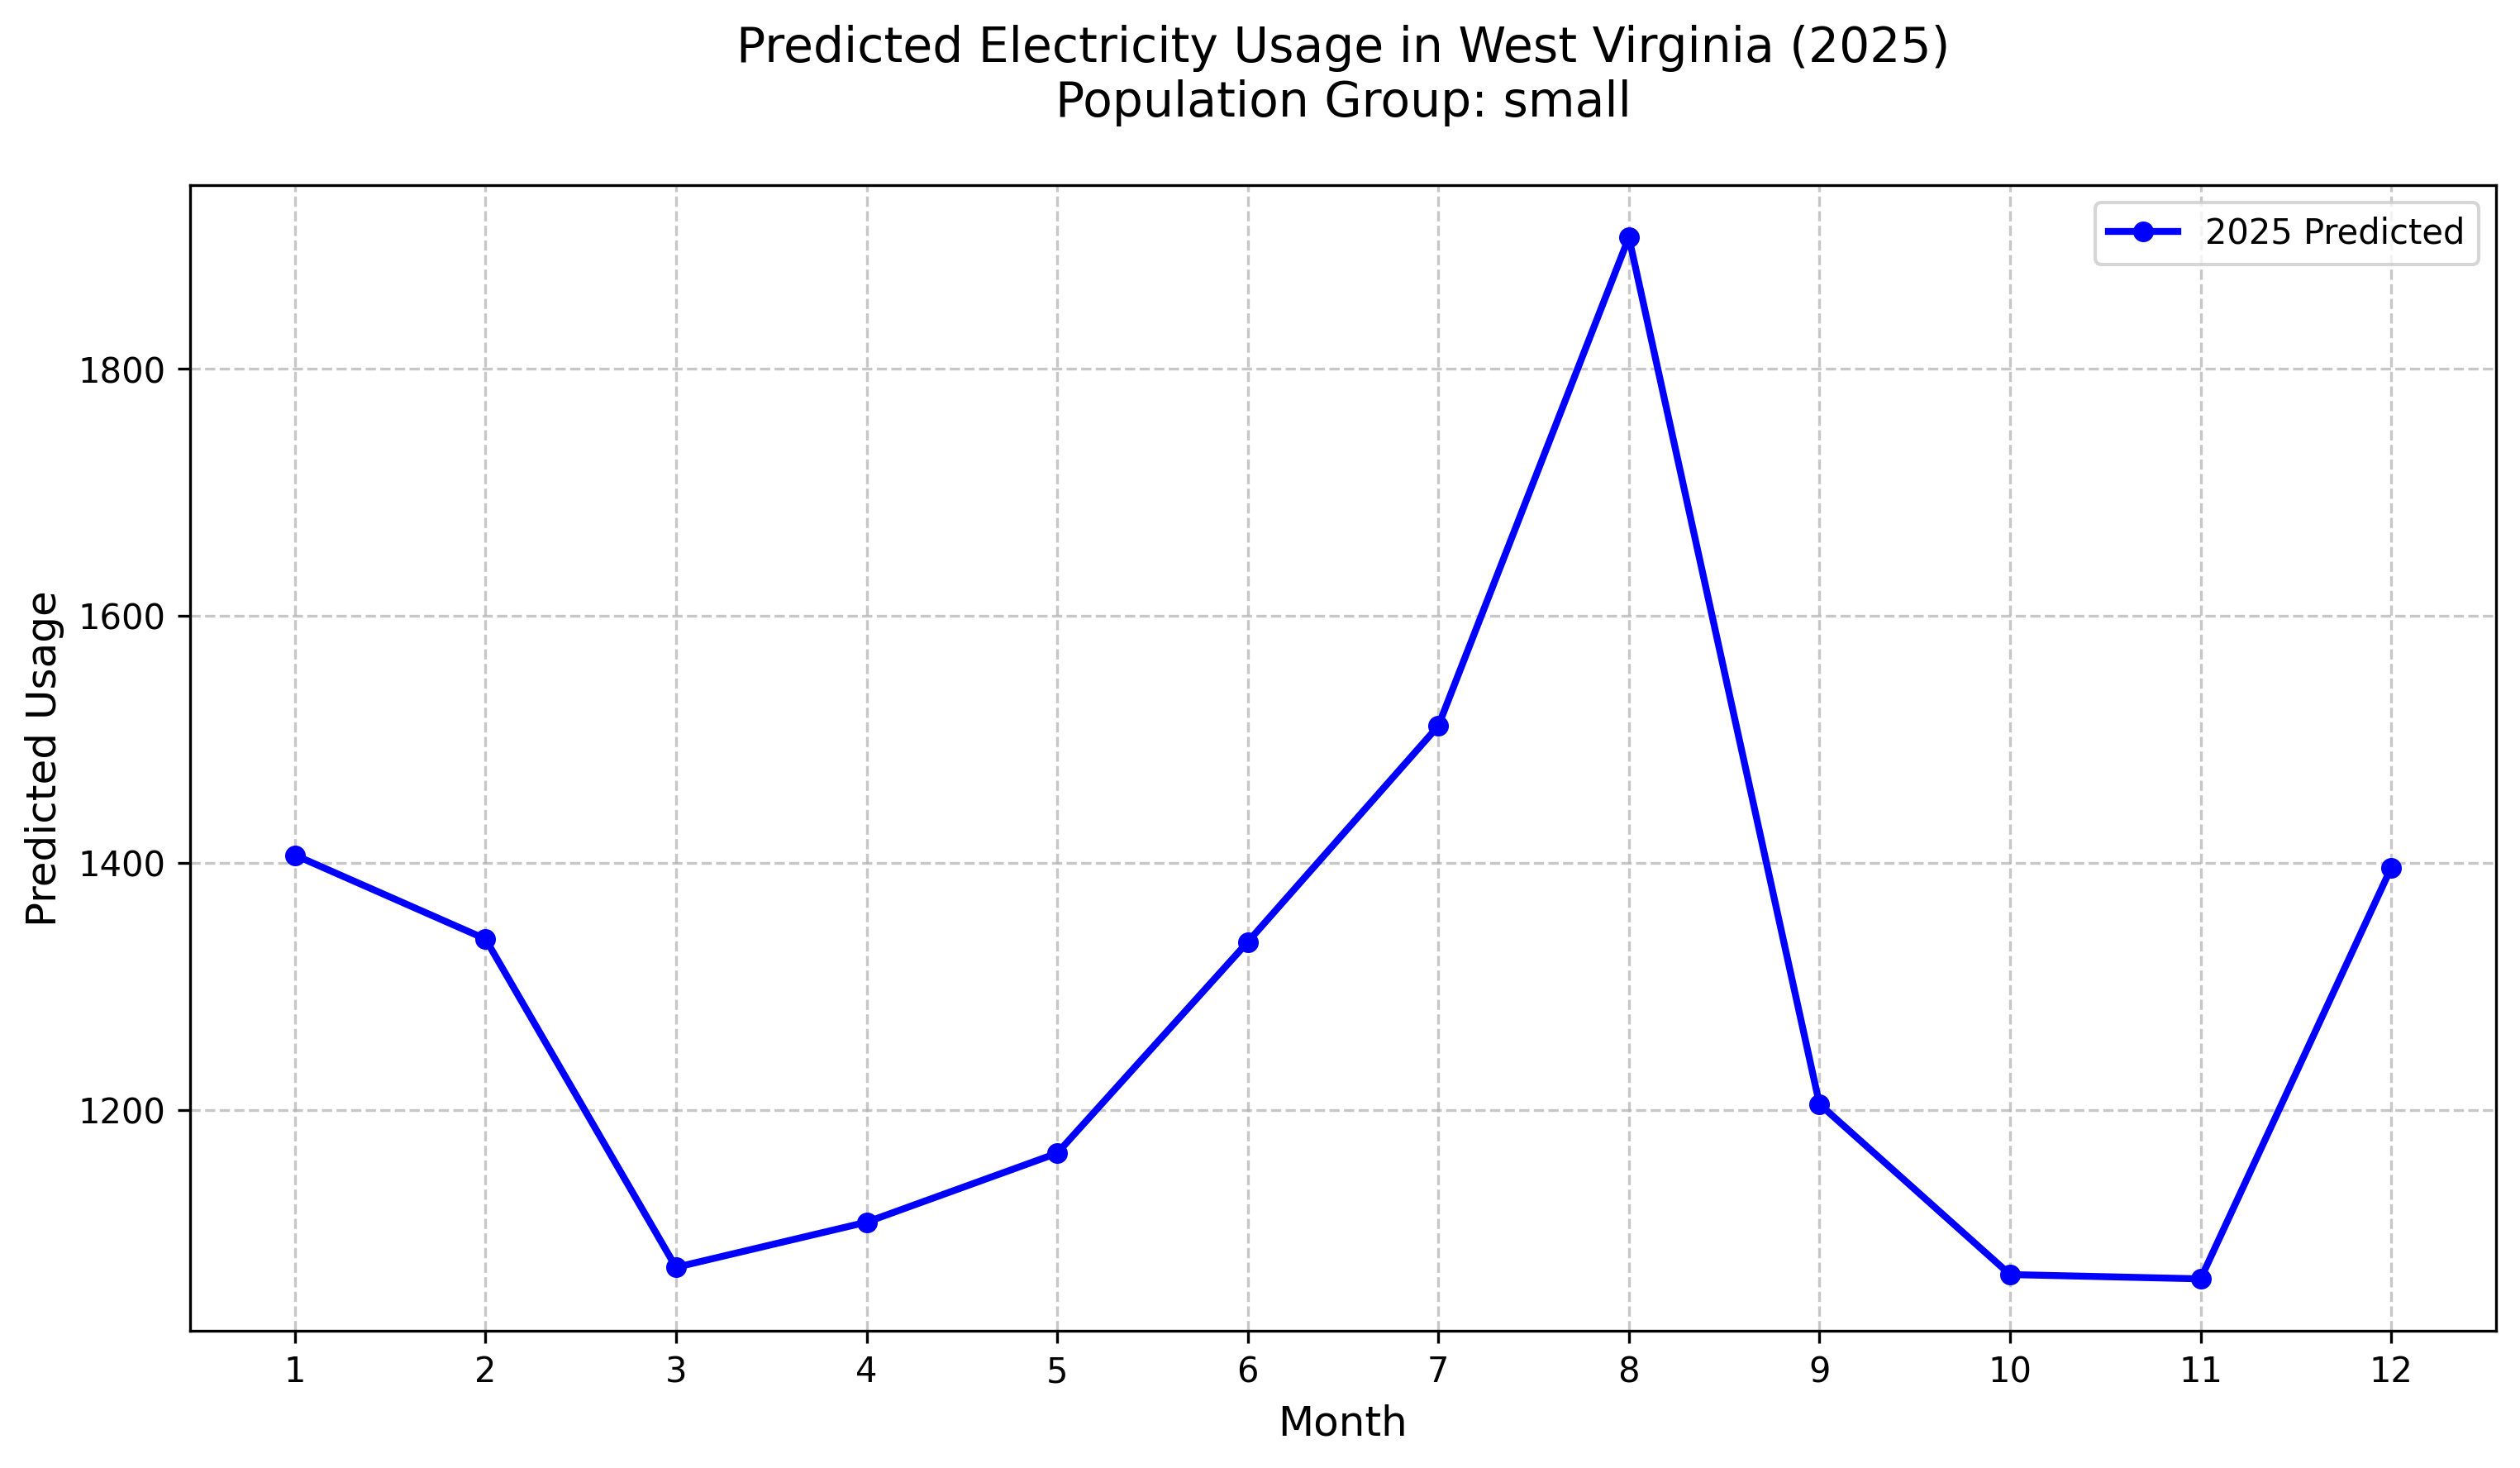 Predicted Electricity Usage in West Virginia (2025)
Population Group: small
2025 Predicted
Predicted Usage
1800
1600
1400
1200
1 2 3 4 5 6 7 8 9 10 11 12
Month